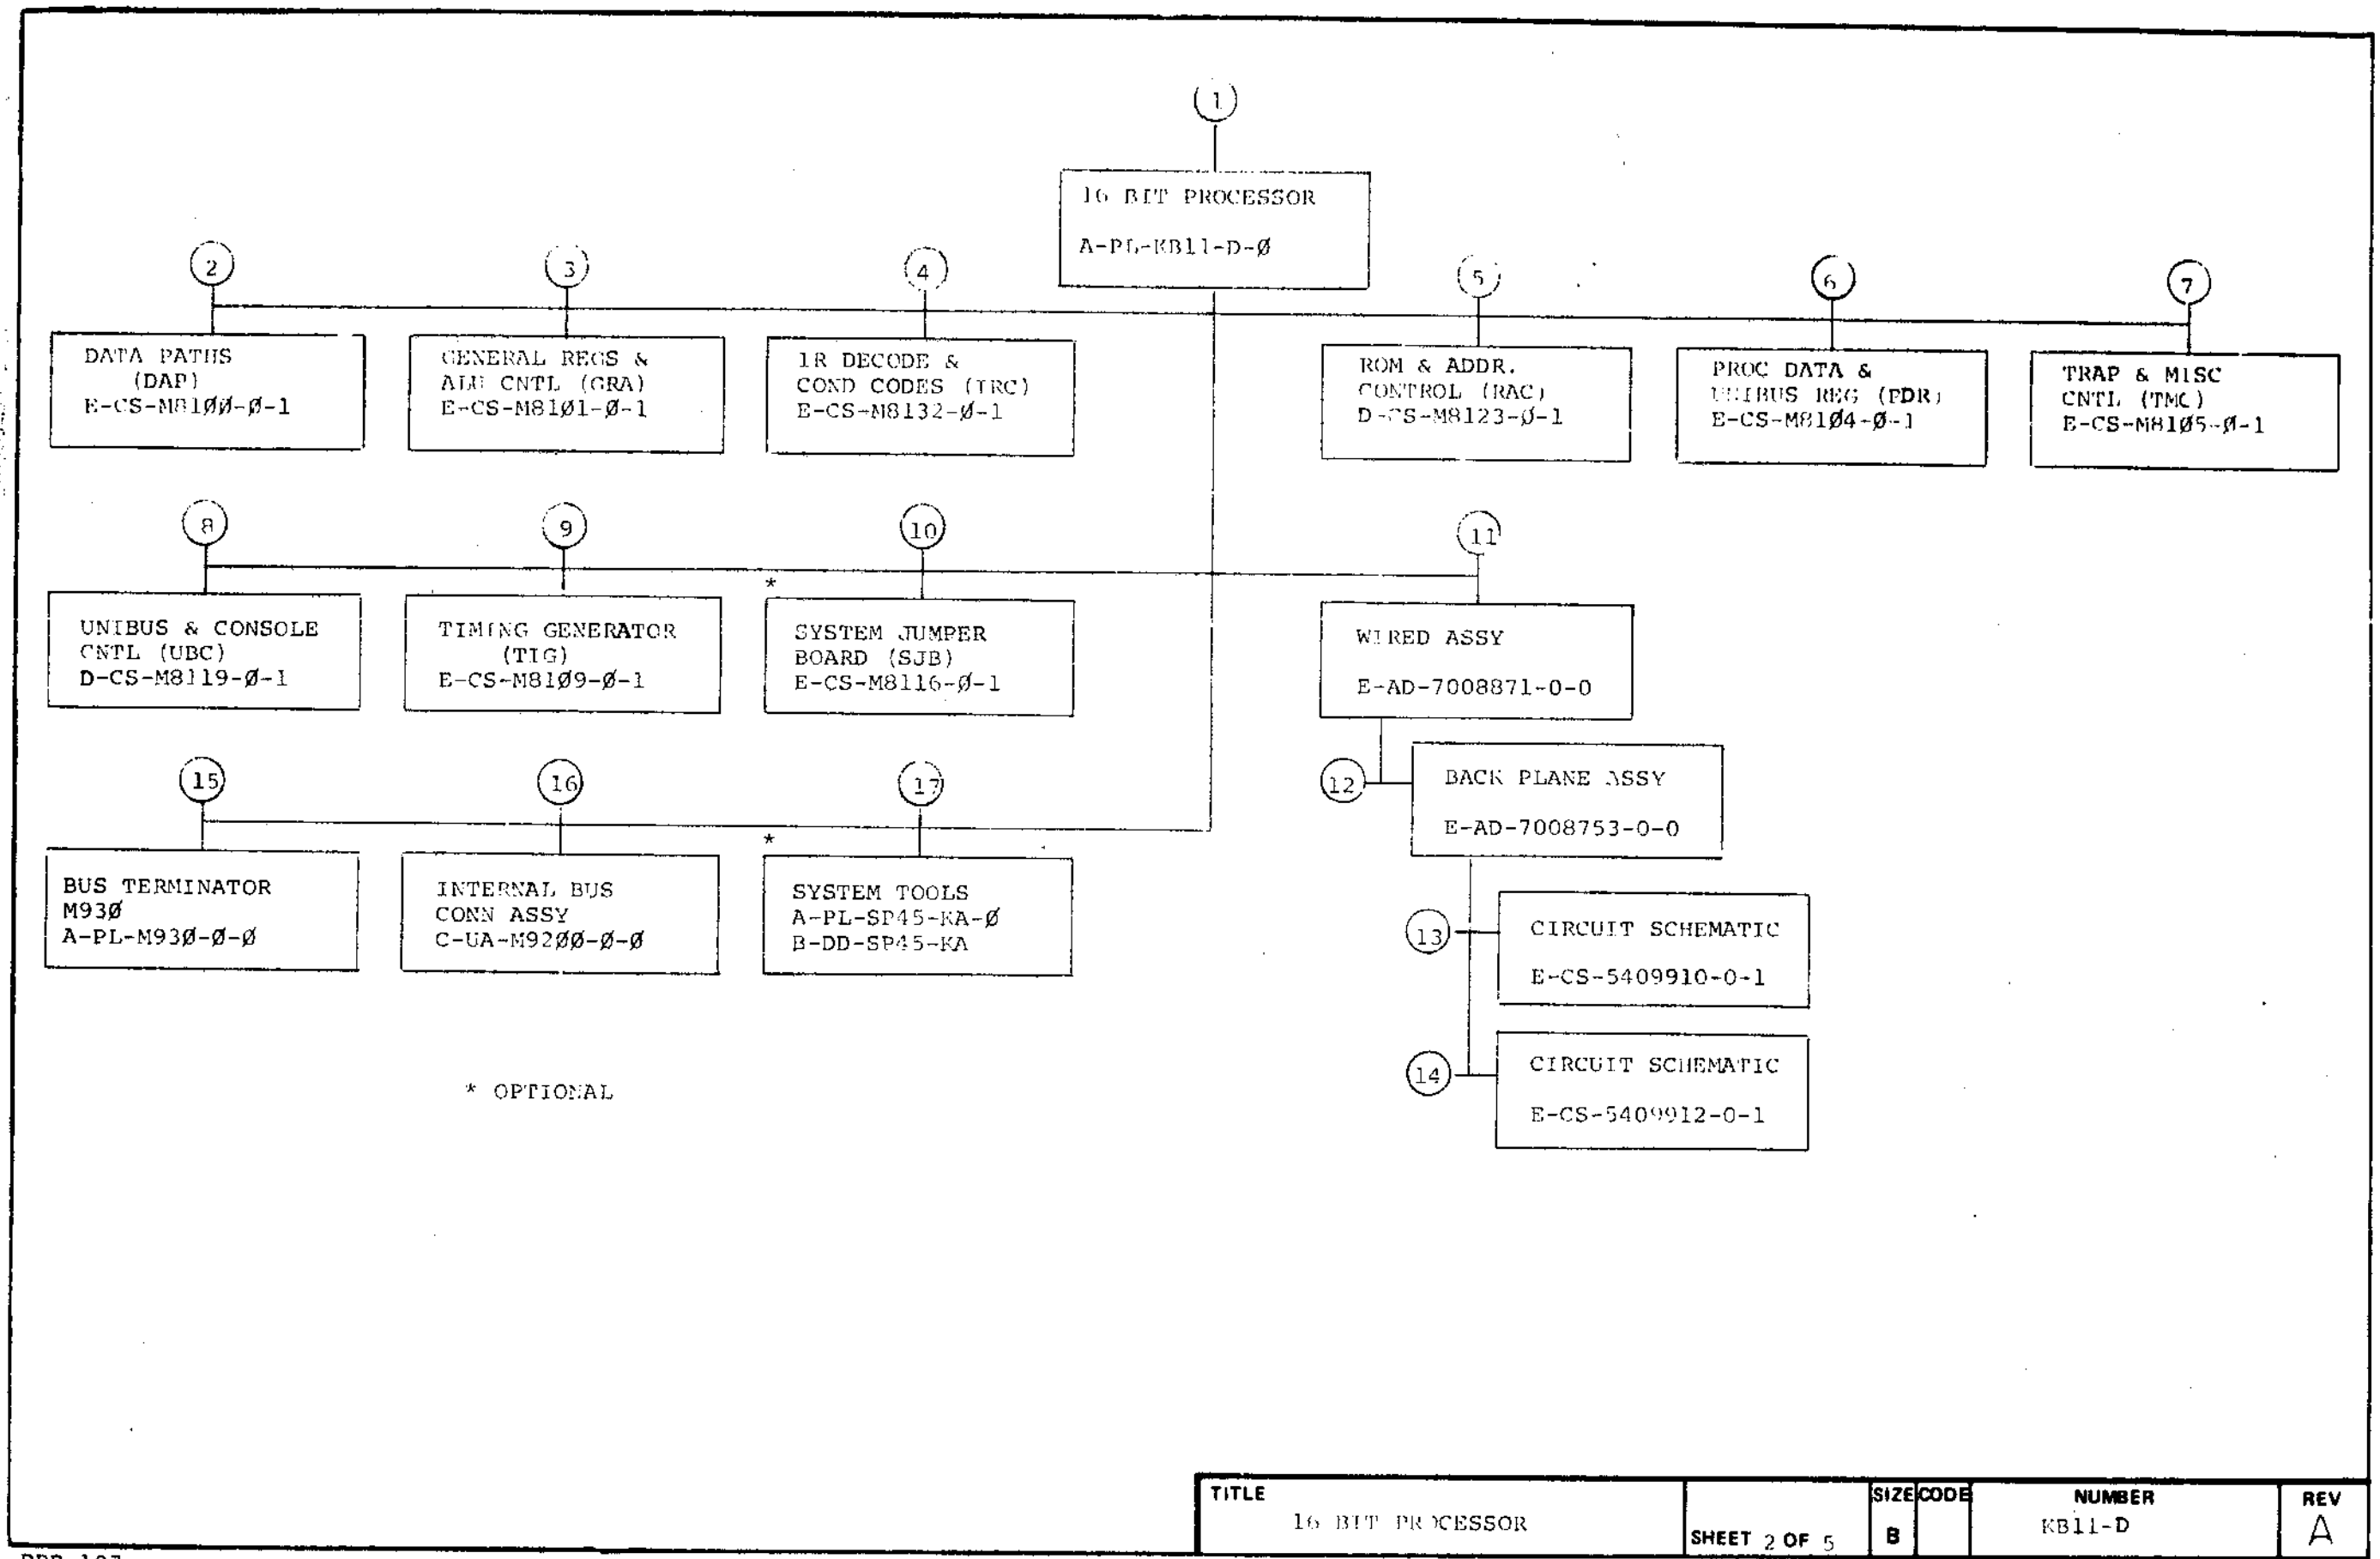 1
16 BIT PROCESSOR
A-PL-KB11-D-Ø
2
DATA PATHS
(DAP)
E-CS-M81ØØ-Ø-1
3
GENERAL REGS &
ALU CNTL (GRA)
E-CS-M81Ø1-Ø-1
4
IR DECODE &
COND CODES (IRC)
E-CS-M8132-Ø-1
5
ROM & ADDR.
CONTROL (RAC)
D-CS-M8123-Ø-1
6
PROC DATA &
UNIBUS REG (PDR)
E-CS-M81Ø4-Ø-1
7
TRAP & MISC
CNTL (TMC)
E-CS-M81Ø5-Ø-1
8
UNIBUS & CONSOLE
CNTL (UBC)
D-CS-M8119-Ø-1
9
TIMING GENERATOR
(TIG)
E-CS-M81Ø9-Ø-1
10
*
SYSTEM JUMPER
BOARD (SJB)
E-CS-M8116-Ø-1
11
WIRED ASSY
E-AD-7008871-0-0
12
BACK PLANE ASSY
E-AD-7008753-0-0
13
CIRCUIT SCHEMATIC
E-CS-5409910-0-1
14
CIRCUIT SCHEMATIC
E-CS-5409912-0-1
15
BUS TERMINATOR
M93Ø
A-PL-M93Ø-Ø-Ø
16
INTERNAL BUS
CONN ASSY
C-UA-M92ØØ-Ø-Ø
17
*
SYSTEM TOOLS
A-PL-SP45-KA-Ø
B-DD-SP45-KA
* OPTIONAL
TITLE
16 BIT PROCESSOR
SHEET 2 OF 5
SIZE
B
CODE
NUMBER
KB11-D
REV
A